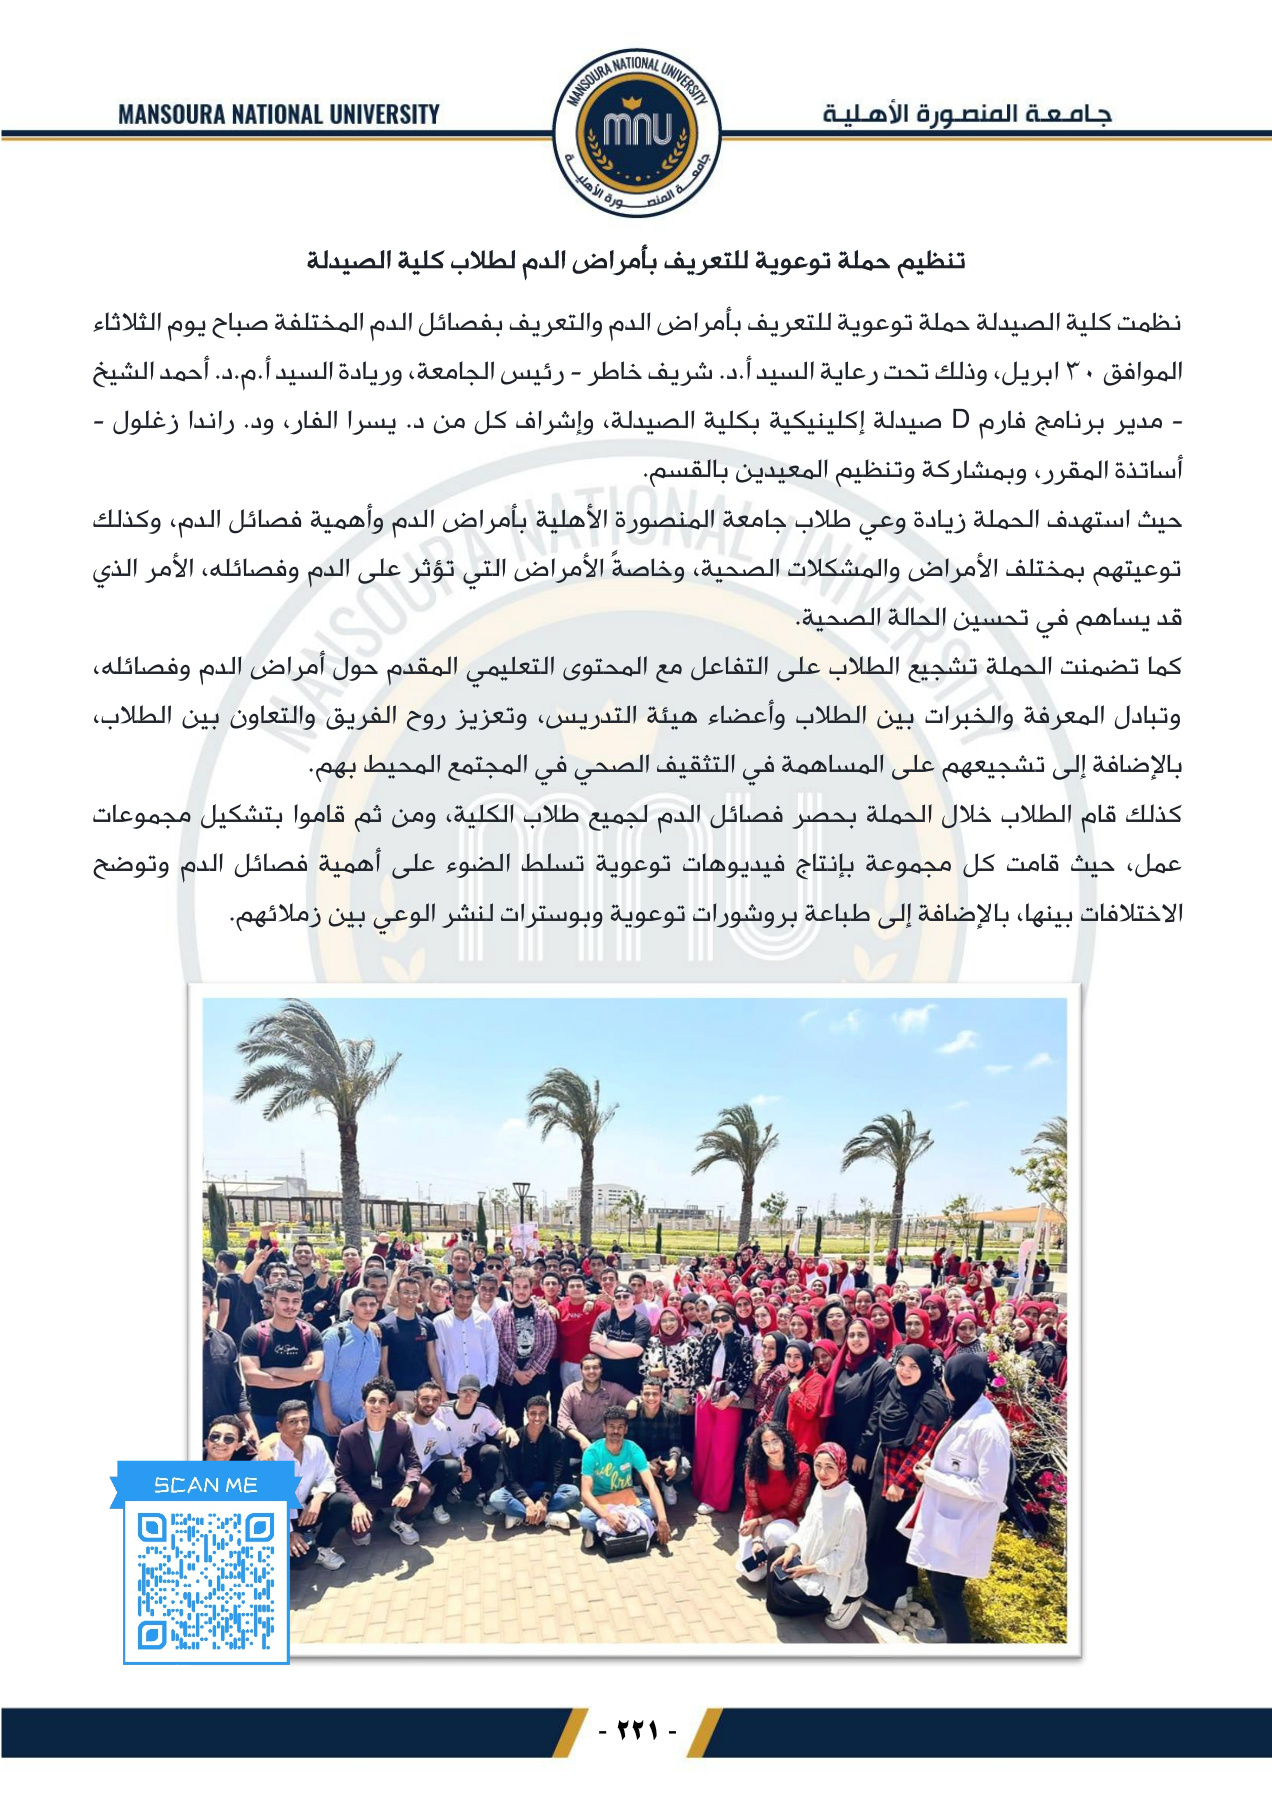 MANSOURA NATIONAL UNIVERSITY
جامعة المنصورة الأهلية
MANSOURA NATIONAL UNIVERSITY
mnu
جامعة المنصورة الأهلية
تنظيم حملة توعوية للتعريف بأمراض الدم لطلاب كلية الصيدلة
نظمت كلية الصيدلة حملة توعوية للتعريف بأمراض الدم والتعريف بفصائل الدم المختلفة صباح يوم الثلاثاء
الموافق ٣٠ ابريل، وذلك تحت رعاية السيد أ.د. شريف خاطر - رئيس الجامعة، وريادة السيد أ.م.د. أحمد الشيخ
- مدير برنامج فارم D صيدلة إكلينيكية بكلية الصيدلة، وإشراف كل من د. يسرا الفار، ود. راندا زغلول -
أساتذة المقرر، وبمشاركة وتنظيم المعيدين بالقسم.
حيث استهدف الحملة زيادة وعي طلاب جامعة المنصورة الأهلية بأمراض الدم وأهمية فصائل الدم، وكذلك
توعيتهم بمختلف الأمراض والمشكلات الصحية، وخاصةً الأمراض التي تؤثر على الدم وفصائله، الأمر الذي
قد يساهم في تحسين الحالة الصحية.
كما تضمنت الحملة تشجيع الطلاب على التفاعل مع المحتوى التعليمي المقدم حول أمراض الدم وفصائله،
وتبادل المعرفة والخبرات بين الطلاب وأعضاء هيئة التدريس، وتعزيز روح الفريق والتعاون بين الطلاب،
بالإضافة إلى تشجيعهم على المساهمة في التثقيف الصحي في المجتمع المحيط بهم.
كذلك قام الطلاب خلال الحملة بحصر فصائل الدم لجميع طلاب الكلية، ومن ثم قاموا بتشكيل مجموعات
عمل، حيث قامت كل مجموعة بإنتاج فيديوهات توعوية تسلط الضوء على أهمية فصائل الدم وتوضح
الاختلافات بينها، بالإضافة إلى طباعة بروشورات توعوية وبوسترات لنشر الوعي بين زملائهم.
MANSOURA NATIONAL UNIVERSITY
mnu
SCAN ME
- ٢٢١ -